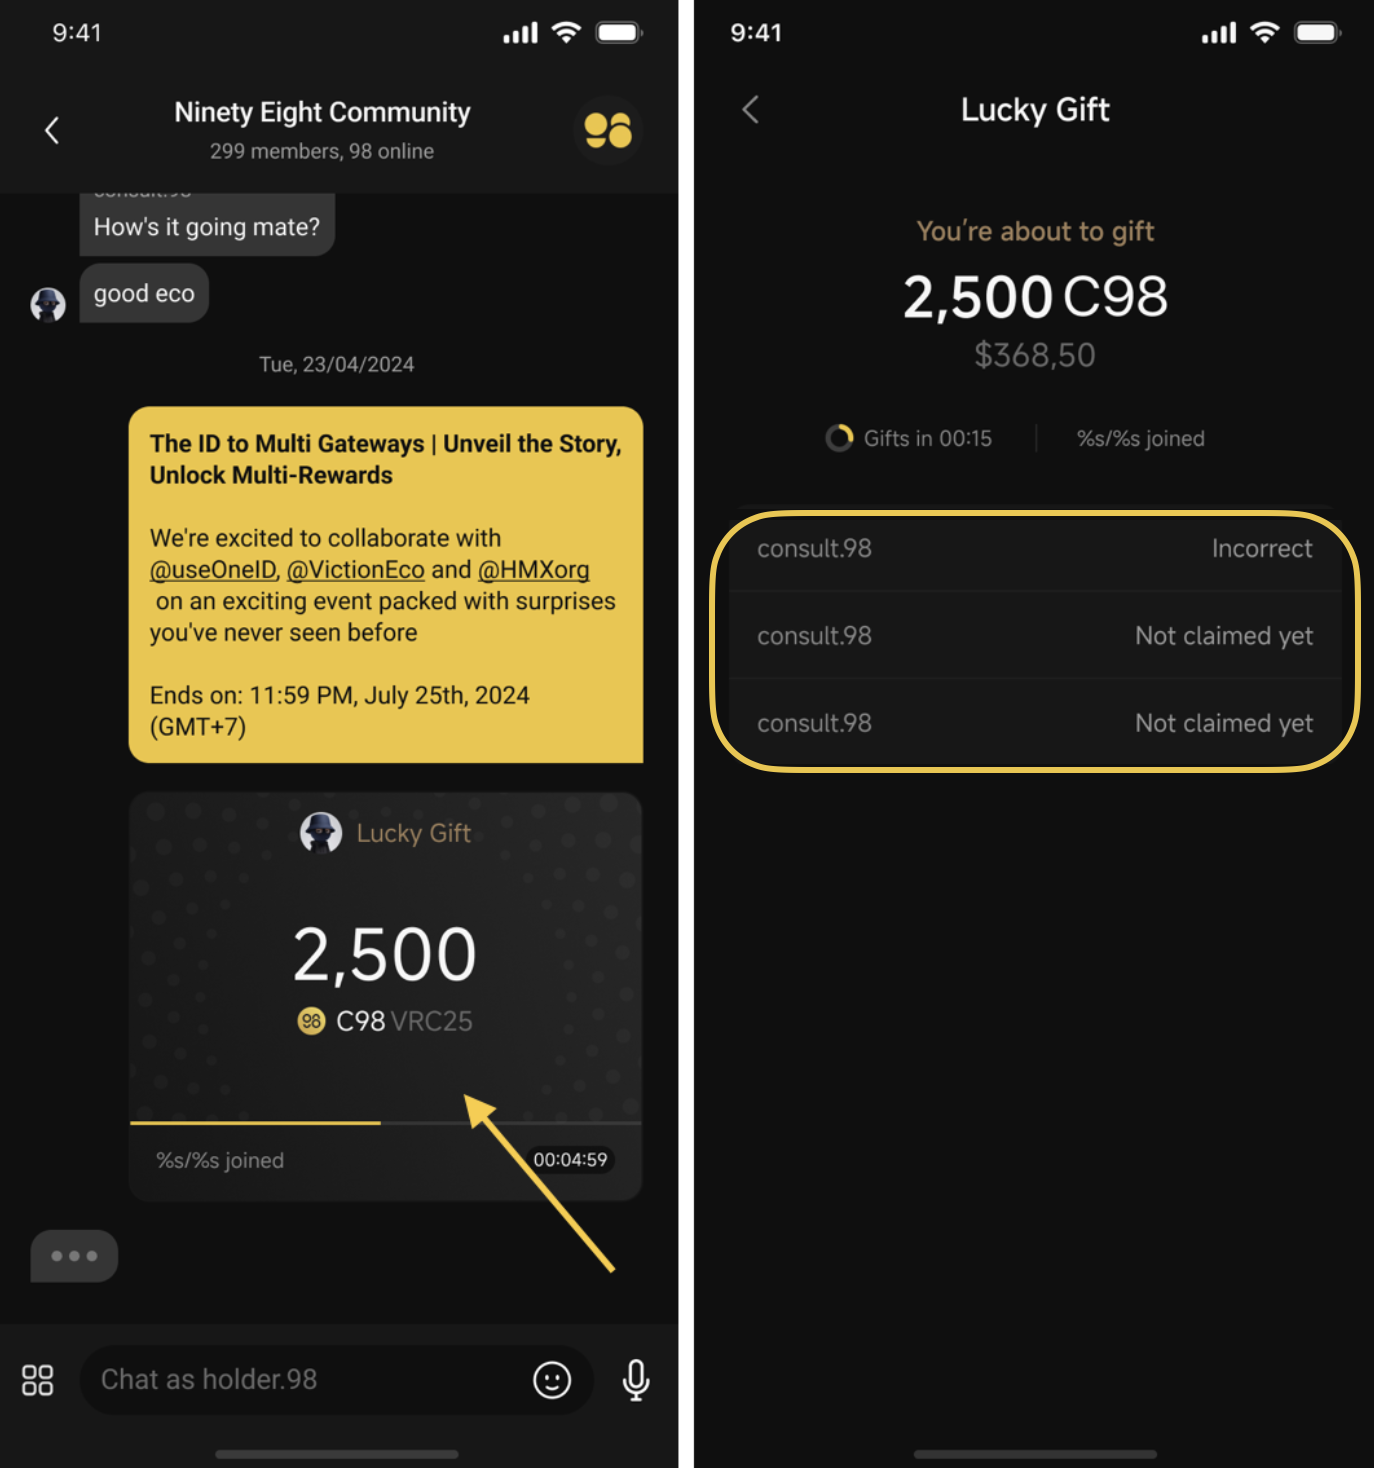 9:41
Ninety Eight Community
299 members, 98 online
consult.98
How's it going mate?
good eco
Tue, 23/04/2024
The ID to Multi Gateways | Unveil the Story,
Unlock Multi-Rewards
We're excited to collaborate with
@useOneID, @VictionEco and @HMXorg
on an exciting event packed with surprises
you've never seen before
Ends on: 11:59 PM, July 25th, 2024
(GMT+7)
Lucky Gift
2,500
98 C98 VRC25
%s/%s joined
00:04:59
Chat as holder.98
9:41
Lucky Gift
You're about to gift
2,500 C98
$368,50
Gifts in 00:15
%s/%s joined
consult.98 Incorrect
consult.98 Not claimed yet
consult.98 Not claimed yet